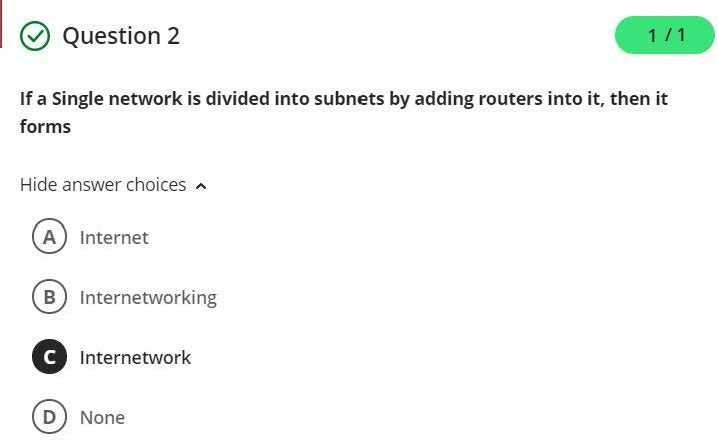 Question 2
1 / 1
If a Single network is divided into subnets by adding routers into it, then it
forms
Hide answer choices
A Internet
B Internetworking
C Internetwork
D None